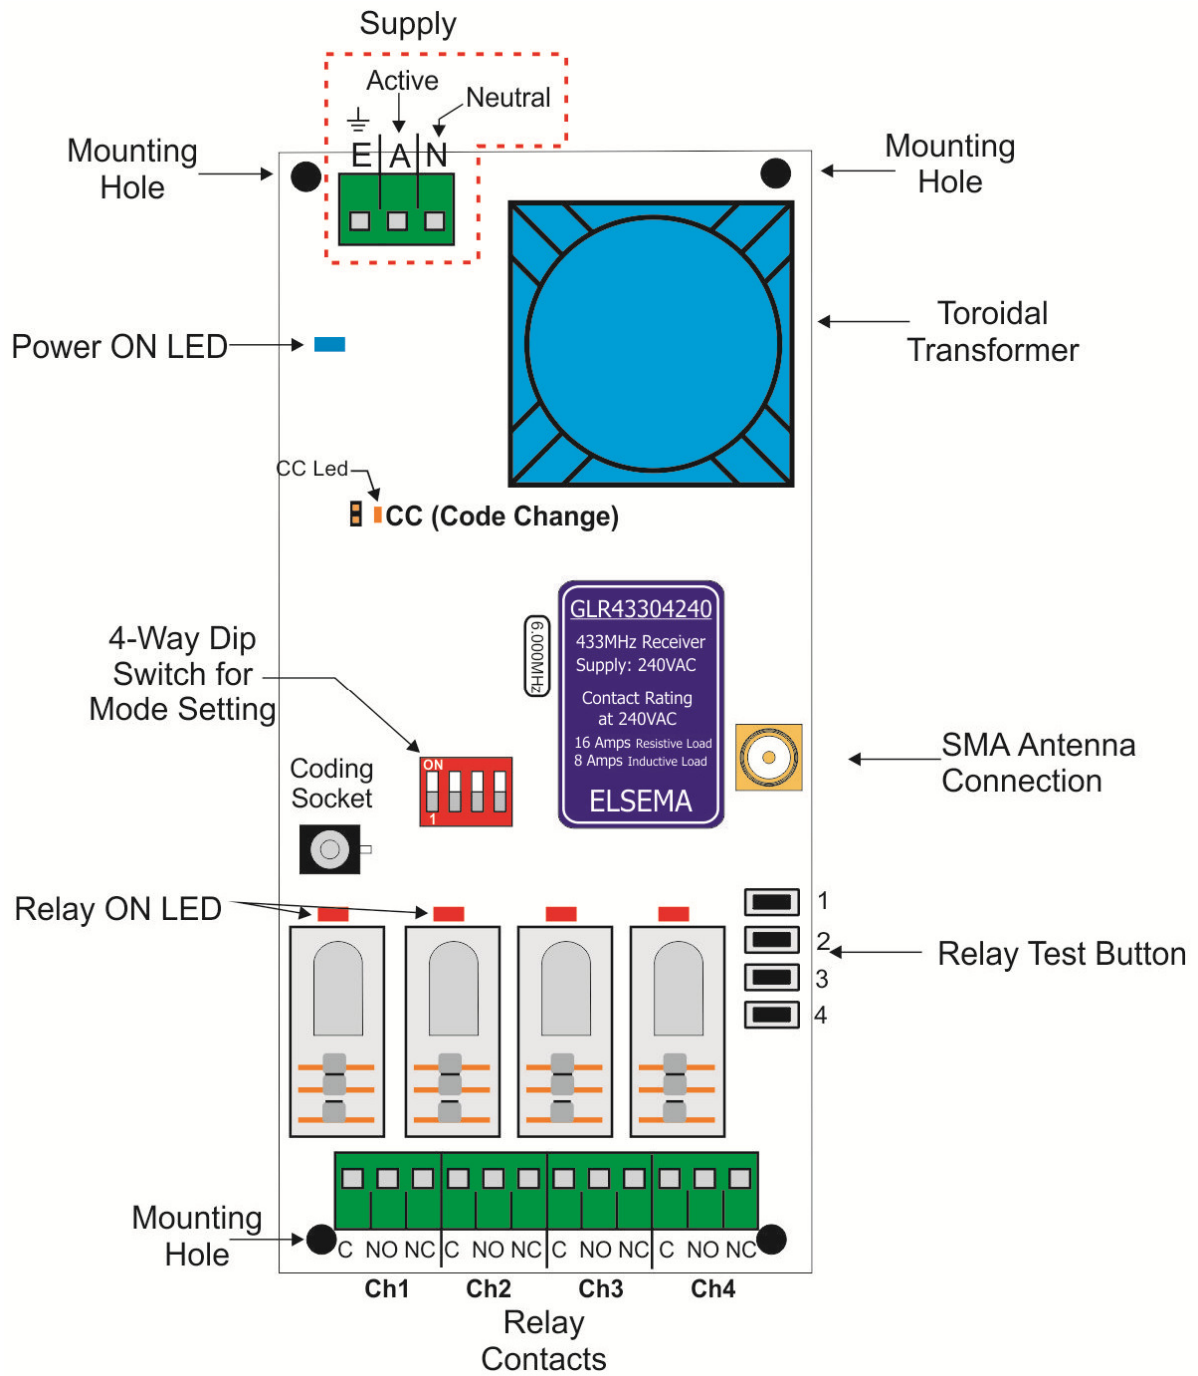 Supply
Active
Neutral
E A N
Mounting
Hole
Mounting
Hole
Toroidal
Transformer
Power ON LED
CC Led
CC (Code Change)
GLR43304240
433MHz Receiver
Supply: 240VAC
Contact Rating
at 240VAC
16 Amps Resistive Load
8 Amps Inductive Load
ELSEMA
6.000MHz
4-Way Dip
Switch for
Mode Setting
ON
1
SMA Antenna
Connection
Coding
Socket
Relay ON LED
1
2
3
4
Relay Test Button
Mounting
Hole
C NO NC C NO NC C NO NC C NO NC
Ch1 Ch2 Ch3 Ch4
Relay
Contacts